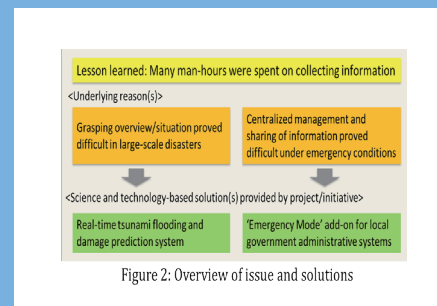 Lesson learned: Many man-hours were spent on collecting information
<Underlying reason(s)>
Grasping overview/situation proved
difficult in large-scale disasters
Centralized management and
sharing of information proved
difficult under emergency conditions
<Science and technology-based solution(s) provided by project/initiative>
Real-time tsunami flooding and
damage prediction system
'Emergency Mode' add-on for local
government administrative systems
Figure 2: Overview of issue and solutions